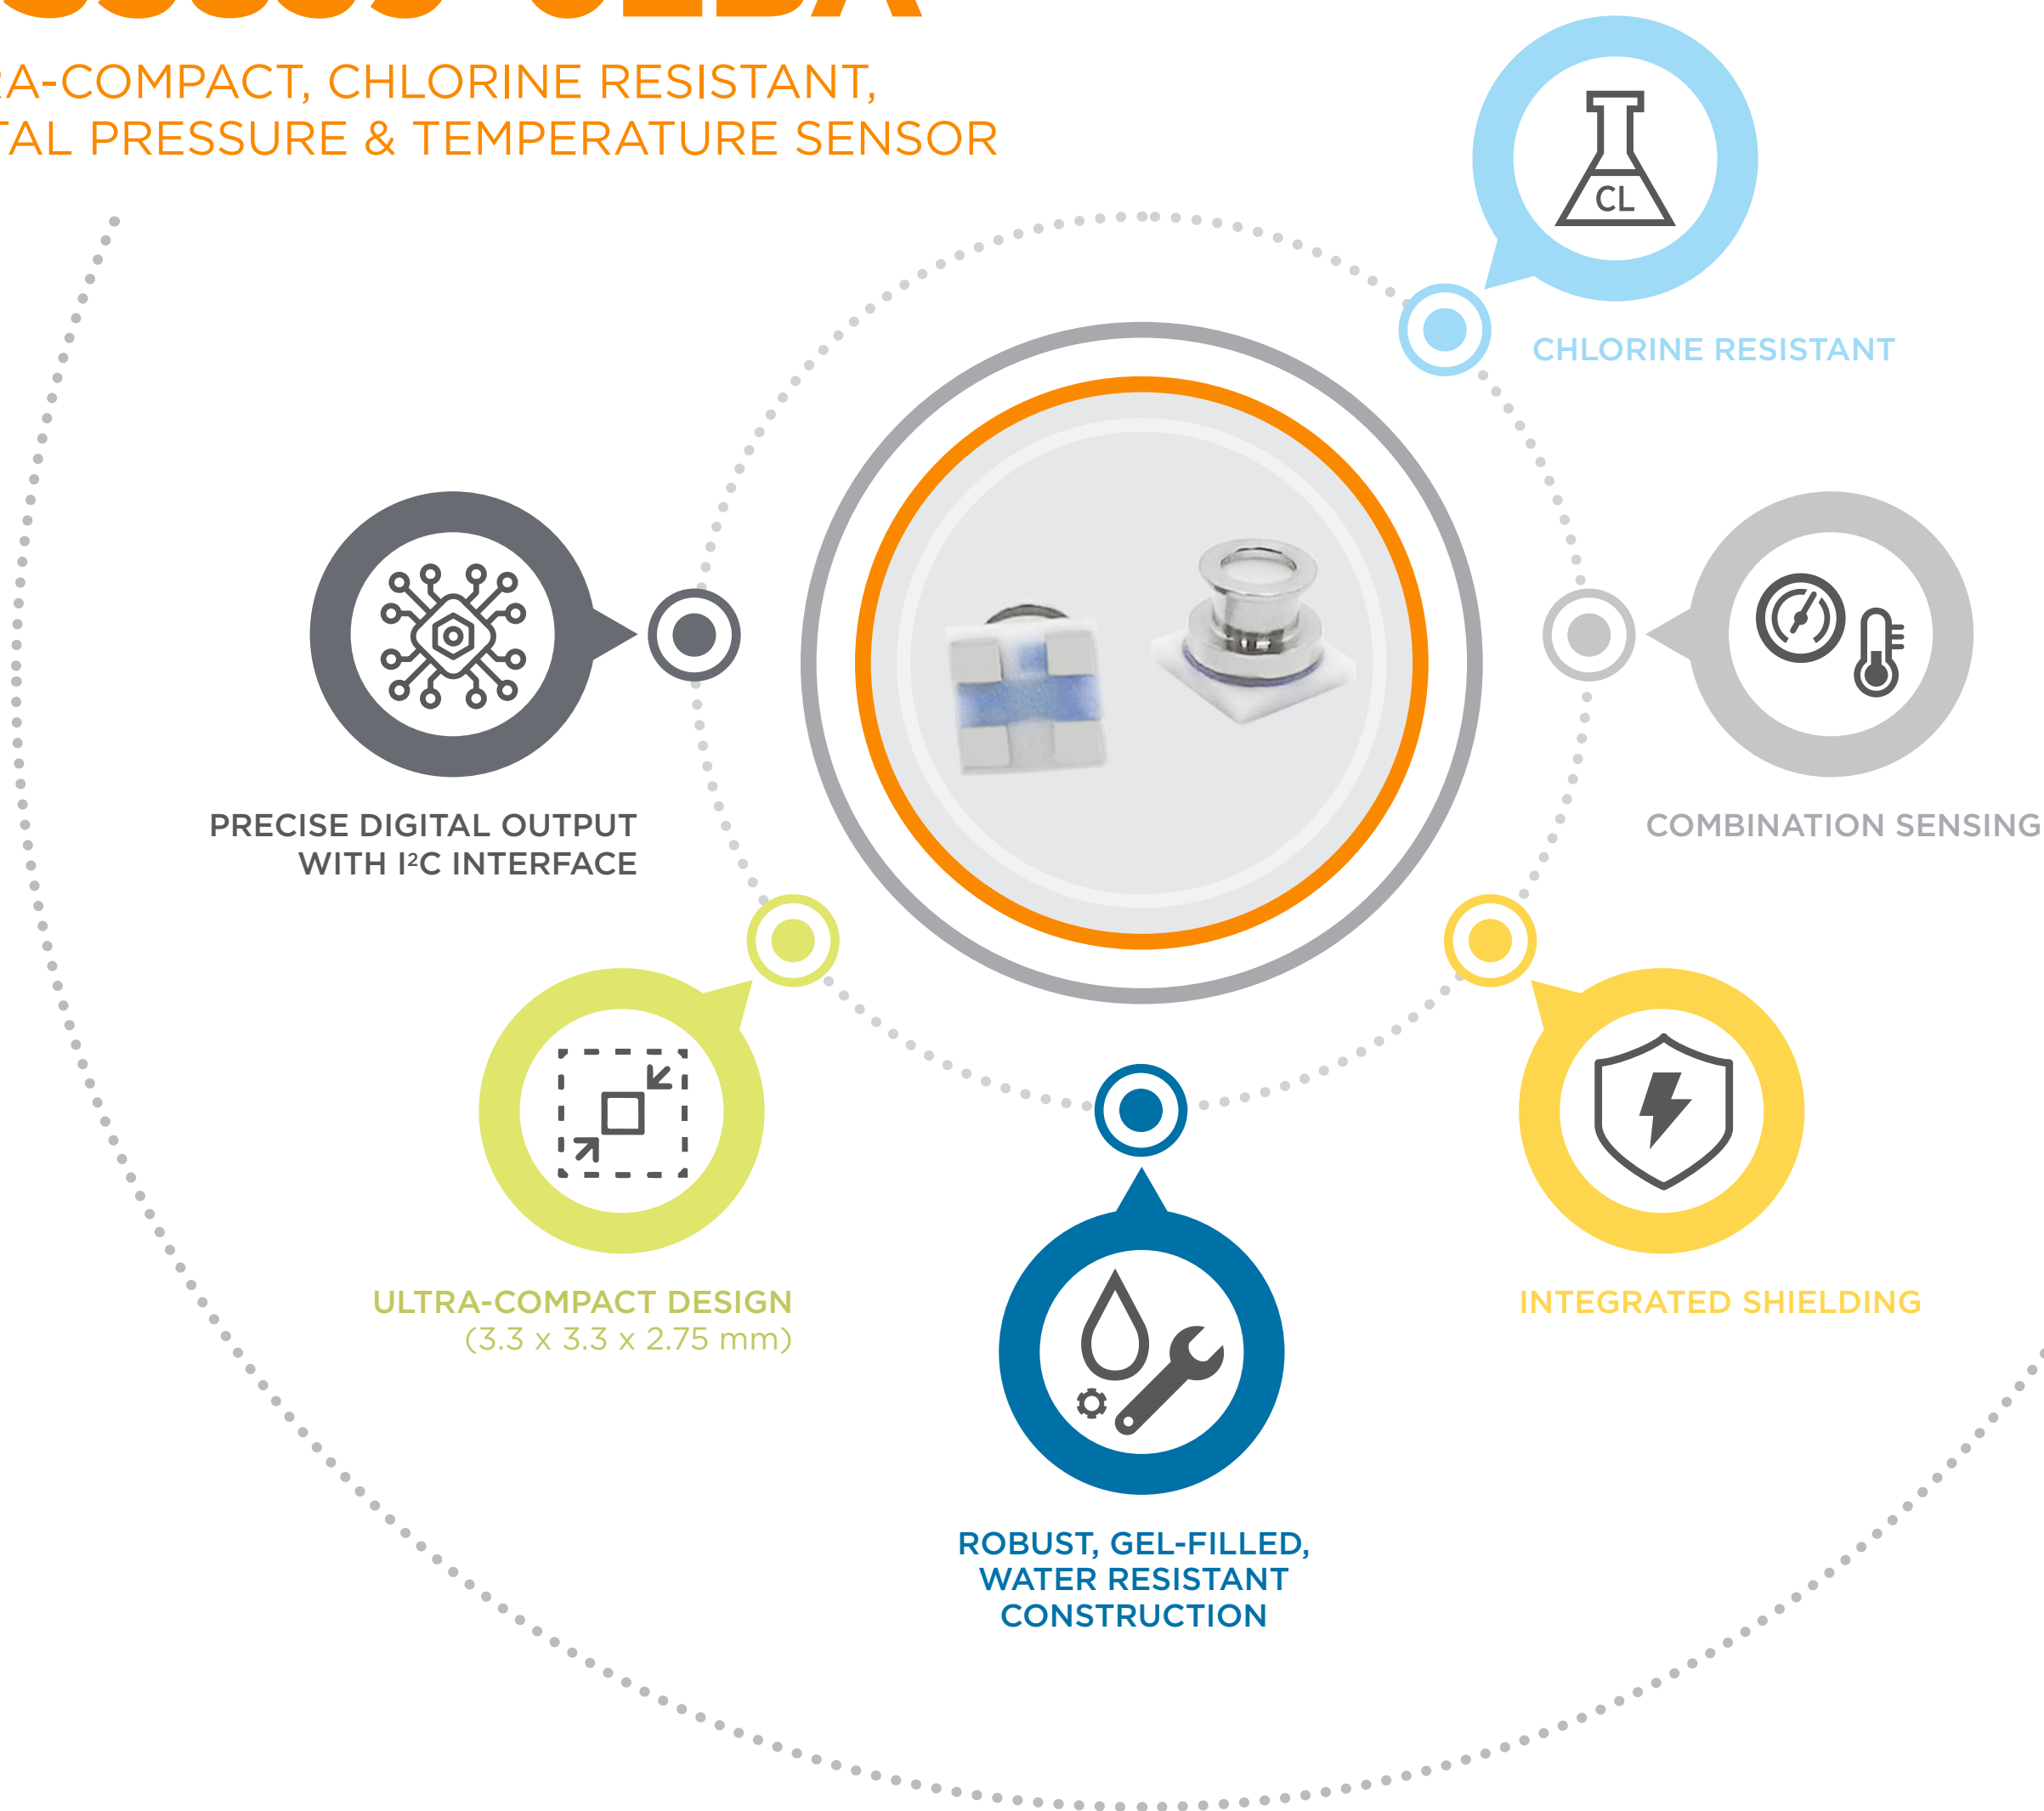 RA-COMPACT, CHLORINE RESISTANT,
TAL PRESSURE & TEMPERATURE SENSOR
CL
CHLORINE RESISTANT
PRECISE DIGITAL OUTPUT
WITH I²C INTERFACE
COMBINATION SENSING
ULTRA-COMPACT DESIGN
(3.3 x 3.3 x 2.75 mm)
INTEGRATED SHIELDING
ROBUST, GEL-FILLED,
WATER RESISTANT
CONSTRUCTION